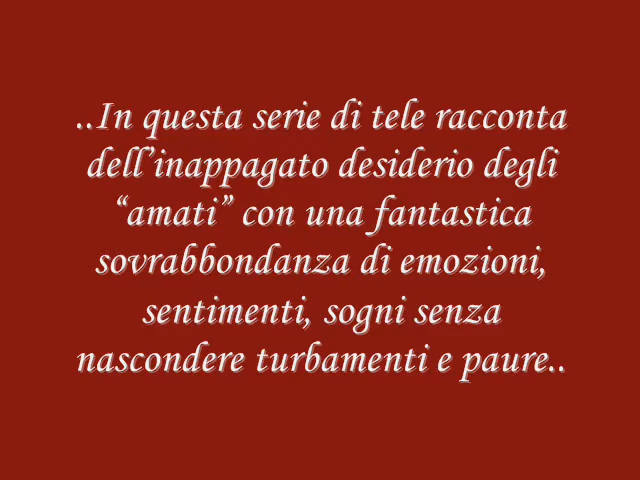 ..In questa serie di tele racconta
dell’inappagato desiderio degli
“amati” con una fantastica
sovrabbondanza di emozioni,
sentimenti, sogni senza
nascondere turbamenti e paure..